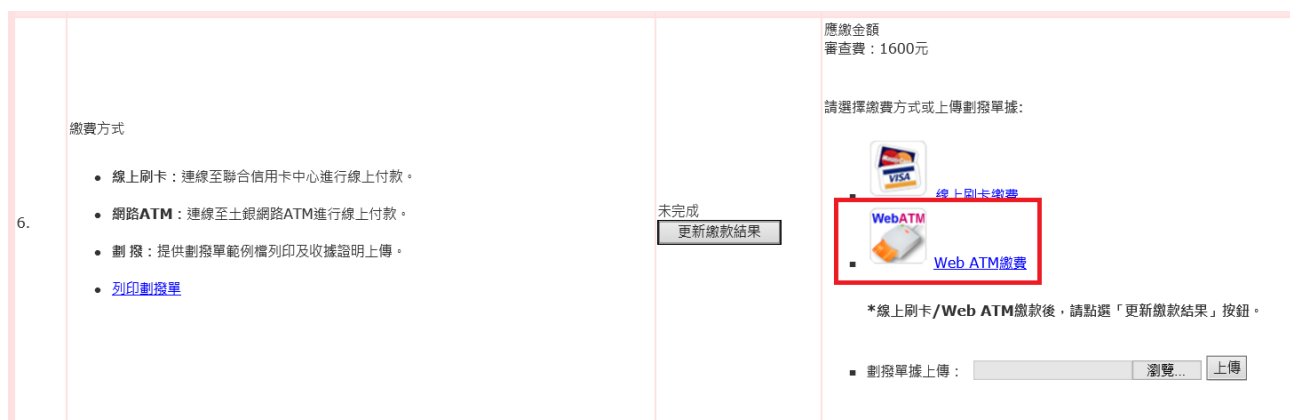 應繳金額
審查費：1600元
請選擇繳費方式或上傳劃撥單據:
繳費方式
線上刷卡：連線至聯合信用卡中心進行線上付款。
網路ATM：連線至土銀網路ATM進行線上付款。
劃 撥：提供劃撥單範例檔列印及收據證明上傳。
列印劃撥單
6.
未完成
更新繳款結果
VISA
線上刷卡繳費
WebATM
Web ATM繳費
*線上刷卡/Web ATM繳款後，請點選「更新繳款結果」按鈕。
劃撥單據上傳：
瀏覽...
上傳